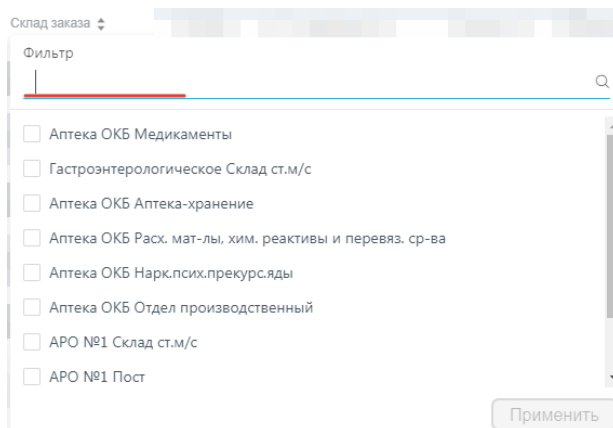 Склад заказа
Фильтр
Аптека ОКБ Медикаменты
Гастроэнтерологическое Склад ст.м/с
Аптека ОКБ Аптека-хранение
Аптека ОКБ Расх. мат-лы, хим. реактивы и перевяз. ср-ва
Аптека ОКБ Нарк.псих.прекурс.яды
Аптека ОКБ Отдел производственный
АРО №1 Склад ст.м/с
АРО №1 Пост
Применить